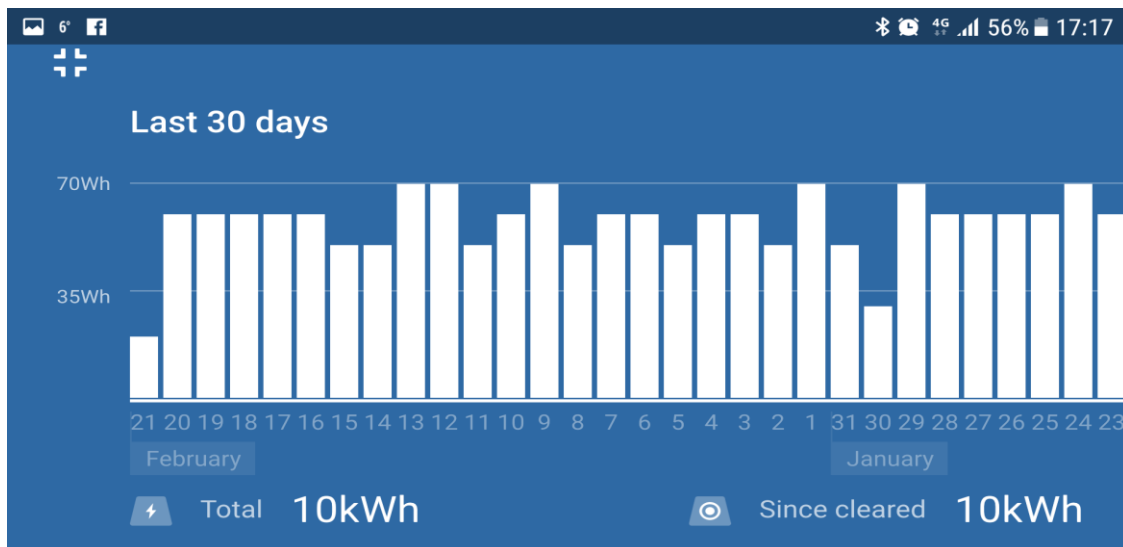 6° f 4G 56% 17:17
Last 30 days
70Wh
35Wh
21 20 19 18 17 16 15 14 13 12 11 10 9 8 7 6 5 4 3 2 1 31 30 29 28 27 26 25 24 23
February January
Total 10kWh Since cleared 10kWh